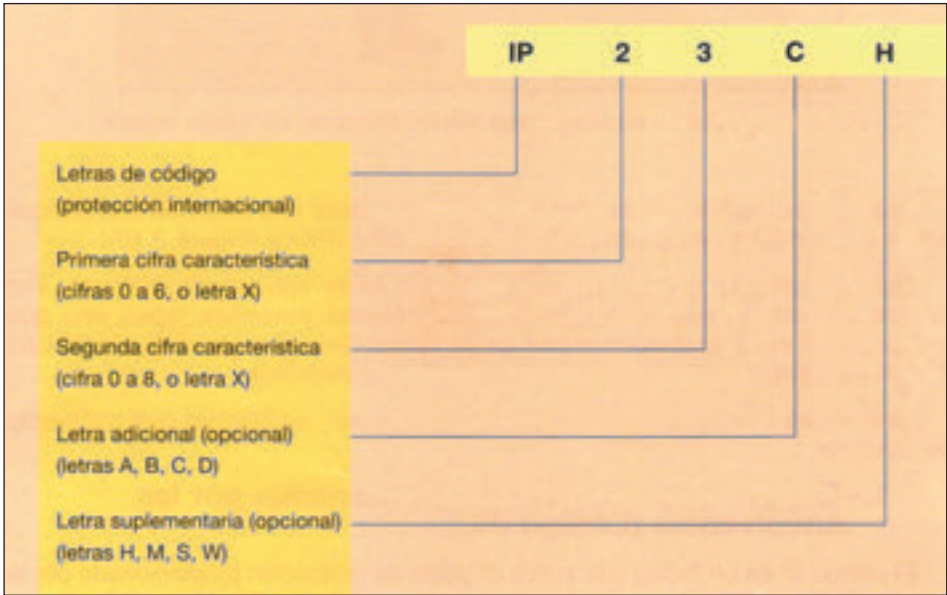 IP 2 3 C H
Letras de código
(protección internacional)
Primera cifra característica
(cifras 0 a 6, o letra X)
Segunda cifra característica
(cifra 0 a 8, o letra X)
Letra adicional (opcional)
(letras A, B, C, D)
Letra suplementaria (opcional)
(letras H, M, S, W)